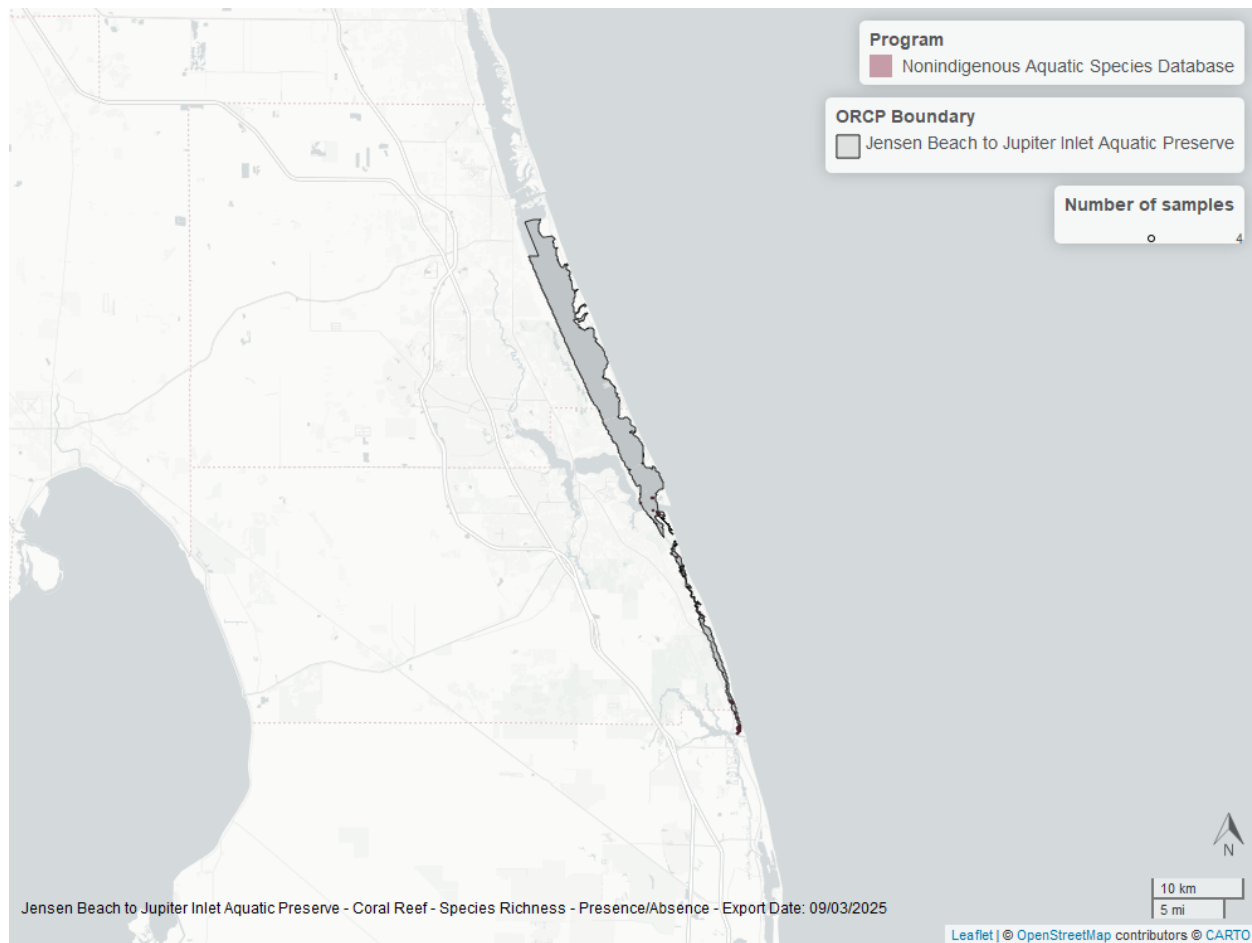 Program
Nonindigenous Aquatic Species Database
ORCP Boundary
Jensen Beach to Jupiter Inlet Aquatic Preserve
Number of samples
4
N
10 km
5 mi
Jensen Beach to Jupiter Inlet Aquatic Preserve - Coral Reef - Species Richness - Presence/Absence - Export Date: 09/03/2025
Leaflet | © OpenStreetMap contributors © CARTO